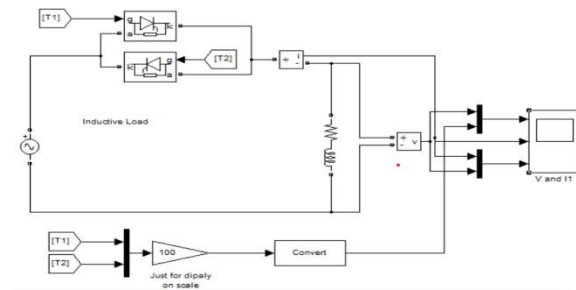 [T1]
g k
a
[T2]
k g
a
+ i
-
Inductive Load
+
+
- v
V and I1
[T1]
[T2]
100
Convert
Just for dipaly
on scale